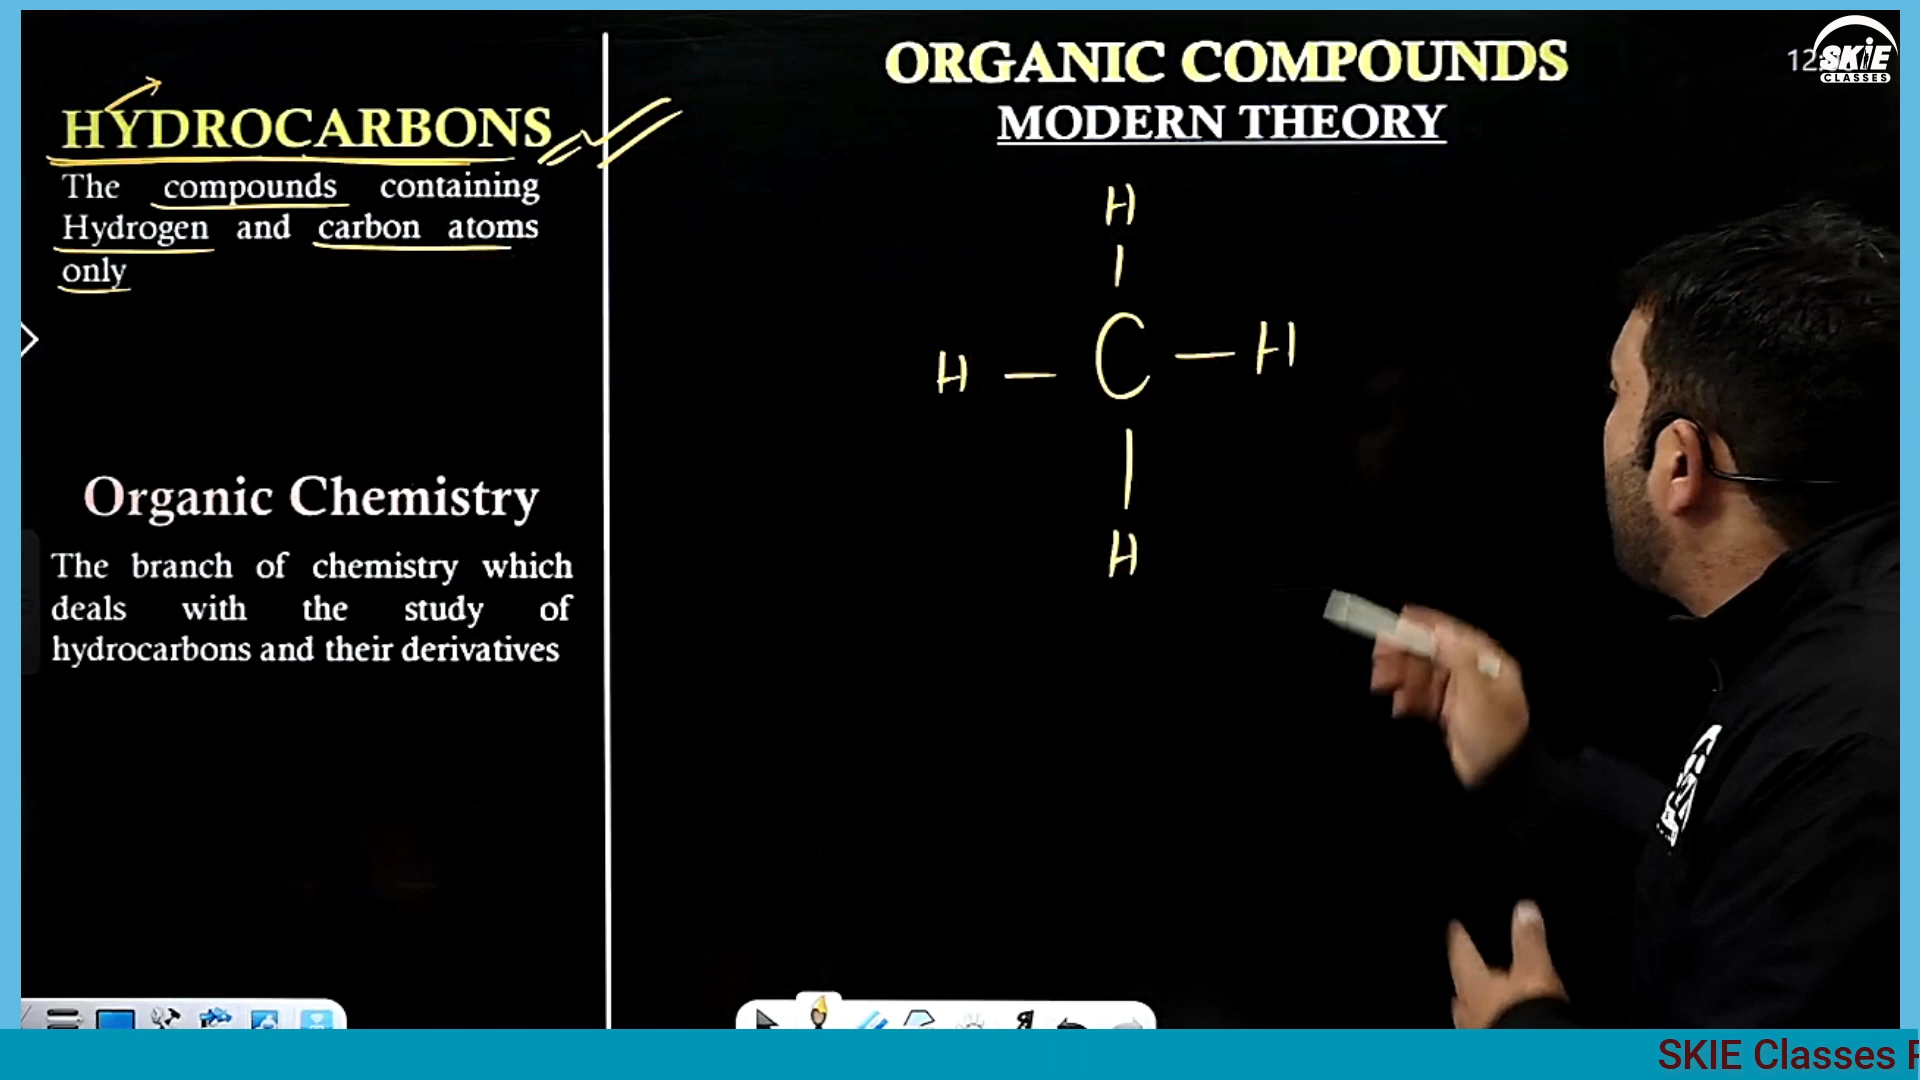 HYDROCARBONS
The compounds containing
Hydrogen and carbon atoms
only
Organic Chemistry
The branch of chemistry which
deals with the study of
hydrocarbons and their derivatives
ORGANIC COMPOUNDS
MODERN THEORY
H
H – C – H
H
12
SKiE
CLASSES
SKIE Classes